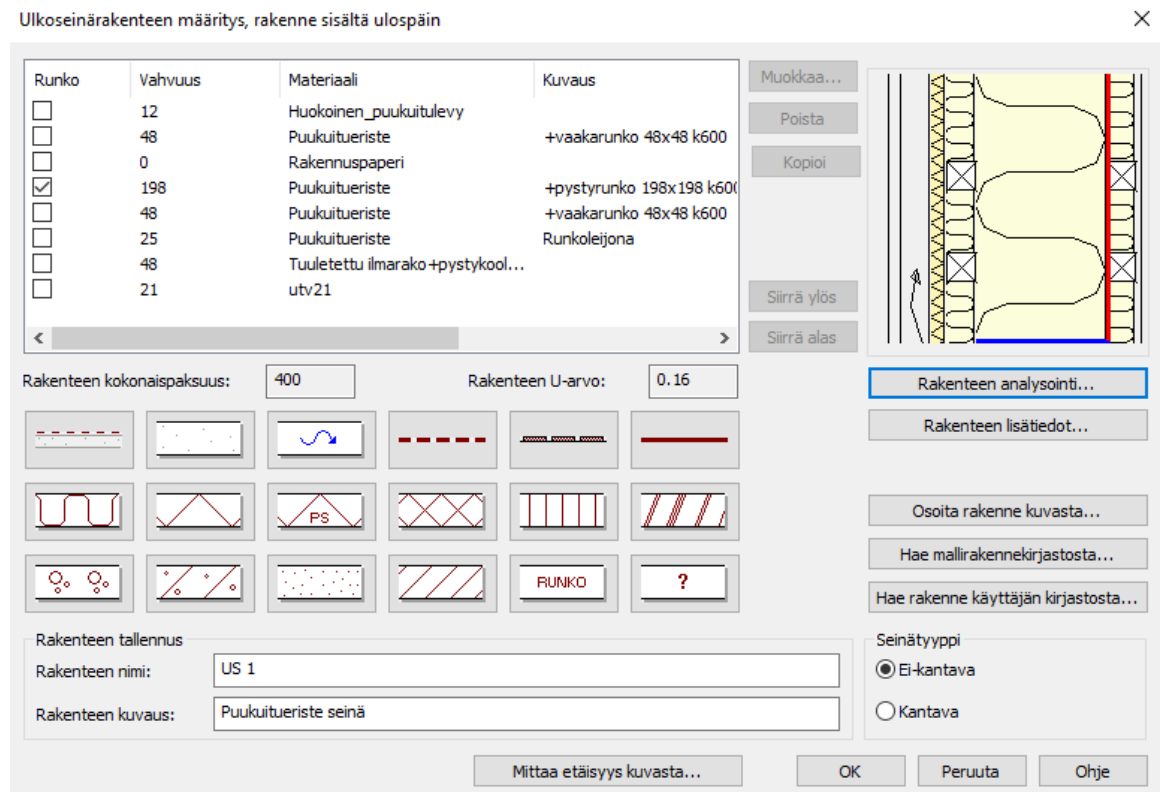 Ulkoseinärakenteen määritys, rakenne sisältä ulospäin
Runko Vahvuus Materiaali Kuvaus
12 Huokoinen_puukuitulevy
48 Puukuitueriste +vaakarunko 48x48 k600
0 Rakennuspaperi
198 Puukuitueriste +pystyrunko 198x198 k600
48 Puukuitueriste +vaakarunko 48x48 k600
25 Puukuitueriste Runkoleijona
48 Tuuletettu ilmarako+pystykool...
21 utv21
Muokkaa...
Poista
Kopioi
Siirrä ylös
Siirrä alas
Rakenteen kokonaispaksuus: 400 Rakenteen U-arvo: 0.16
Rakenteen analysointi...
Rakenteen lisätiedot...
PS
RUNKO ?
Osoita rakenne kuvasta...
Hae mallirakennekirjastosta...
Hae rakenne käyttäjän kirjastosta...
Rakenteen tallennus
Rakenteen nimi: US 1
Rakenteen kuvaus: Puukuitueriste seinä
Seinätyyppi
Ei-kantava
Kantava
Mittaa etäisyys kuvasta... OK Peruuta Ohje